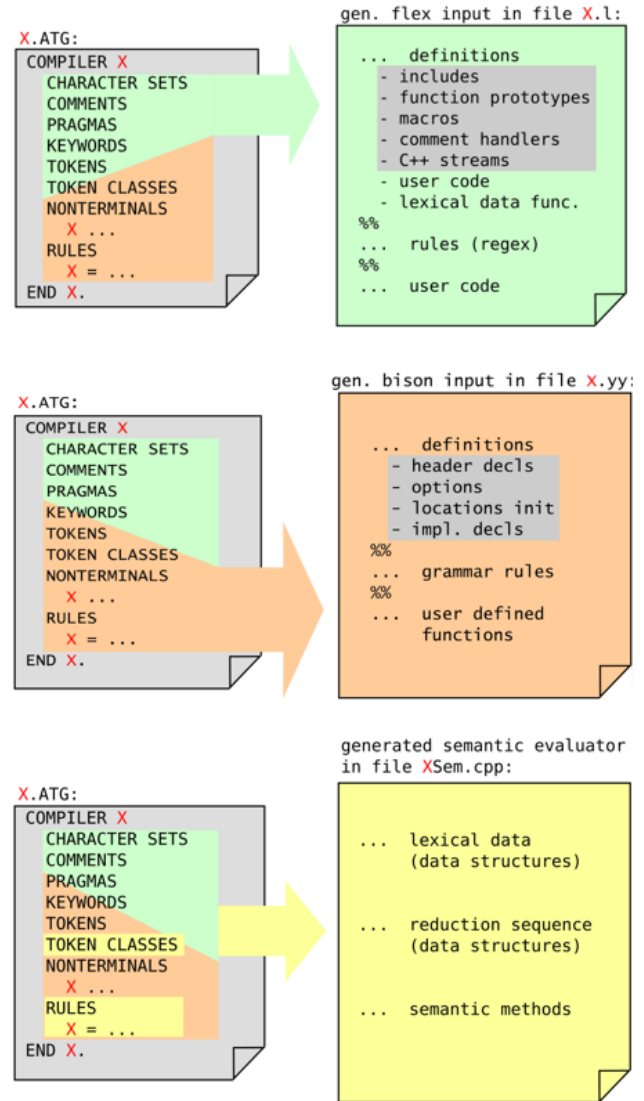 X.ATG:
COMPILER X
CHARACTER SETS
COMMENTS
PRAGMAS
KEYWORDS
TOKENS
TOKEN CLASSES
NONTERMINALS
X ...
RULES
X = ...
END X.
gen. flex input in file X.l:
... definitions
- includes
- function prototypes
- macros
- comment handlers
- C++ streams
- user code
- lexical data func.
%%
... rules (regex)
%%
... user code
X.ATG:
COMPILER X
CHARACTER SETS
COMMENTS
PRAGMAS
KEYWORDS
TOKENS
TOKEN CLASSES
NONTERMINALS
X ...
RULES
X = ...
END X.
gen. bison input in file X.yy:
... definitions
- header decls
- options
- locations init
- impl. decls
%%
... grammar rules
%%
... user defined
functions
X.ATG:
COMPILER X
CHARACTER SETS
COMMENTS
PRAGMAS
KEYWORDS
TOKENS
TOKEN CLASSES
NONTERMINALS
X ...
RULES
X = ...
END X.
generated semantic evaluator
in file XSem.cpp:
... lexical data
(data structures)
... reduction sequence
(data structures)
... semantic methods